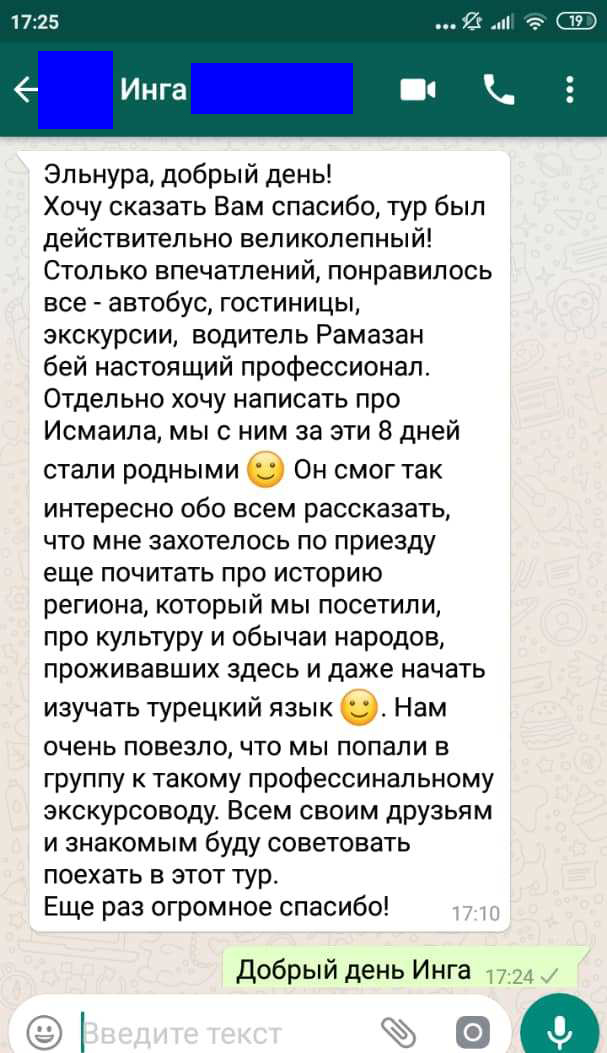 17:25
19
Инга
Эльнура, добрый день!
Хочу сказать Вам спасибо, тур был
действительно великолепный!
Столько впечатлений, понравилось
все - автобус, гостиницы,
экскурсии, водитель Рамазан
бей настоящий профессионал.
Отдельно хочу написать про
Исмаила, мы с ним за эти 8 дней
стали родными 🙂 Он смог так
интересно обо всем рассказать,
что мне захотелось по приезду
еще почитать про историю
региона, который мы посетили,
про культуру и обычаи народов,
проживавших здесь и даже начать
изучать турецкий язык 🙂. Нам
очень повезло, что мы попали в
группу к такому профессинальному
экскурсоводу. Всем своим друзьям
и знакомым буду советовать
поехать в этот тур.
Еще раз огромное спасибо!
17:10
Добрый день Инга 17:24
Введите текст